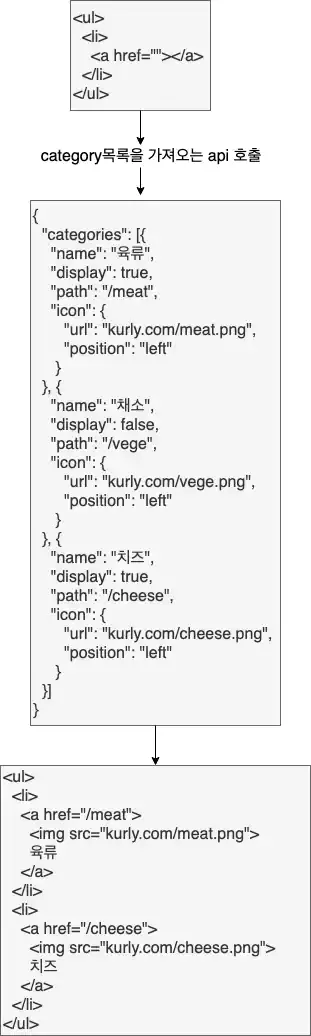 <ul>
<li>
<a href=""></a>
</li>
</ul>
category목록을 가져오는 api 호출
{
"categories": [{
"name": "육류",
"display": true,
"path": "/meat",
"icon": {
"url": "kurly.com/meat.png",
"position": "left"
}
}, {
"name": "채소",
"display": false,
"path": "/vege",
"icon": {
"url": "kurly.com/vege.png",
"position": "left"
}
}, {
"name": "치즈",
"display": true,
"path": "/cheese",
"icon": {
"url": "kurly.com/cheese.png",
"position": "left"
}
}]
}
<ul>
<li>
<a href="/meat">
<img src="kurly.com/meat.png">
육류
</a>
</li>
<li>
<a href="/cheese">
<img src="kurly.com/cheese.png">
치즈
</a>
</li>
</ul>